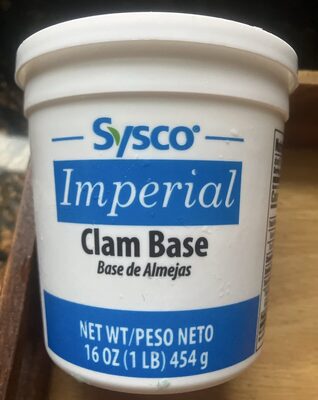 Sysco
Imperial
Clam Base
Base de Almejas
NET WT/PESO NETO
16 OZ (1 LB) 454 g